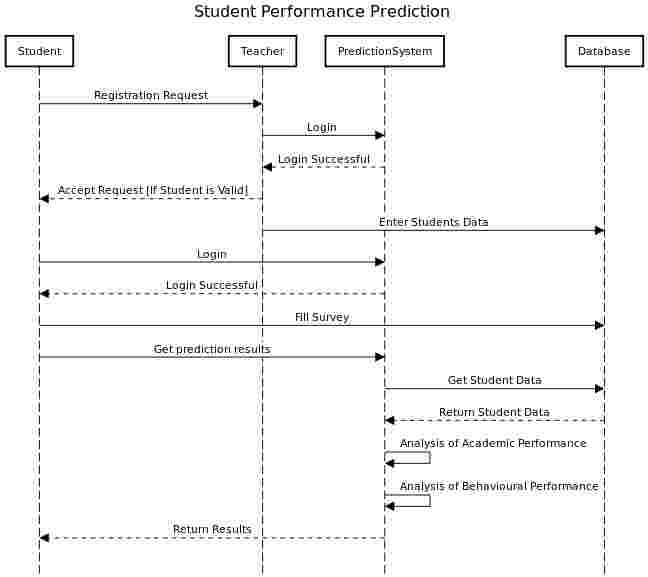 Student Performance Prediction
Student
Teacher
PredictionSystem
Database
Registration Request
Login
Login Successful
Accept Request [If Student is Valid]
Enter Students Data
Login
Login Successful
Fill Survey
Get prediction results
Get Student Data
Return Student Data
Analysis of Academic Performance
Analysis of Behavioural Performance
Return Results